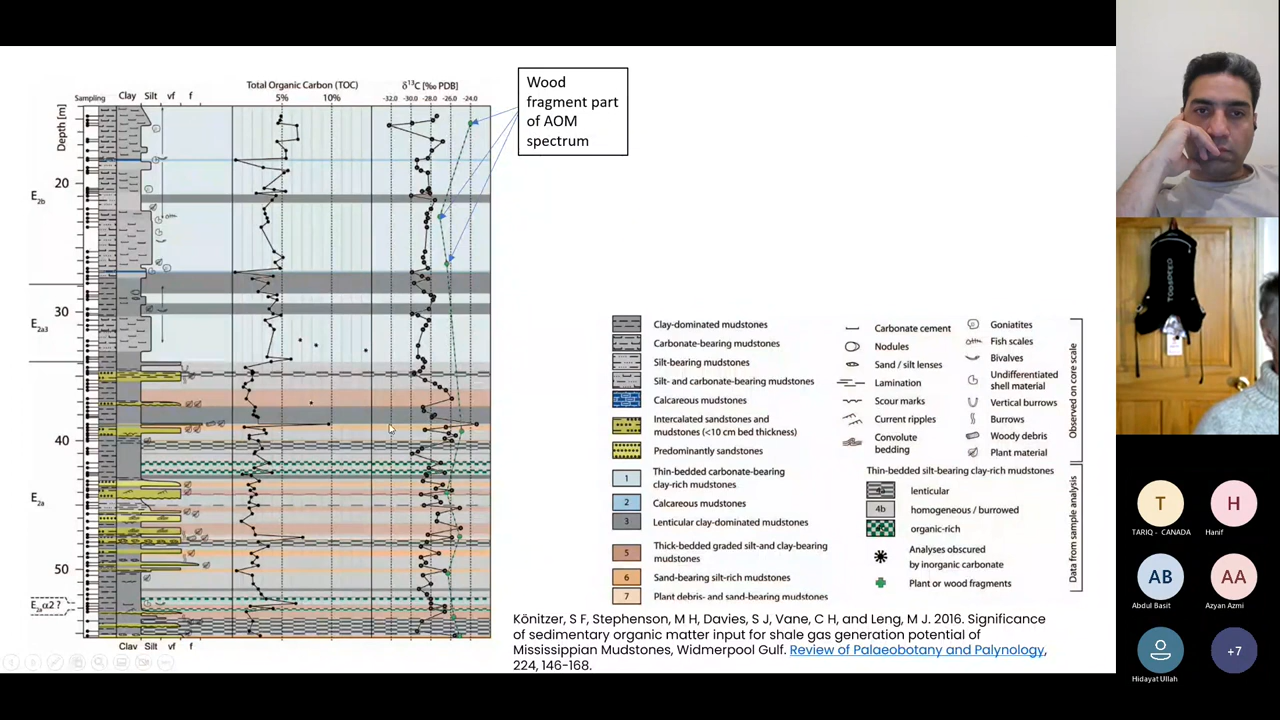 Wood
fragment part
of AOM
spectrum
Total Organic Carbon (TOC)
5%
10%
δ13C [‰ PDB]
-32.0 -30.0 -28.0 -26.0 -24.0
Sampling
Clay Silt vf f
Depth [m]
20
30
40
50
E2b
E2a3
E2a
E2aα2 ?
Clay Silt vf f
Clay-dominated mudstones
Carbonate-bearing mudstones
Silt-bearing mudstones
Silt- and carbonate-bearing mudstones
Calcareous mudstones
Intercalated sandstones and
mudstones (<10 cm bed thickness)
Predominantly sandstones
1 Thin-bedded carbonate-bearing
clay-rich mudstones
2 Calcareous mudstones
3 Lenticular clay-dominated mudstones
5 Thick-bedded graded silt-and clay-bearing
mudstones
6 Sand-bearing silt-rich mudstones
7 Plant debris- and sand-bearing mudstones
Carbonate cement
Nodules
Sand / silt lenses
Lamination
Scour marks
Current ripples
Convolute
bedding
Goniatites
Fish scales
Bivalves
Undifferentiated
shell material
Vertical burrows
Burrows
Woody debris
Plant material
Observed on core scale
Thin-bedded silt-bearing clay-rich mudstones
lenticular
4b homogeneous / burrowed
organic-rich
Analyses obscured
by inorganic carbonate
Plant or wood fragments
Data from sample analysis
Könitzer, S F, Stephenson, M H, Davies, S J, Vane, C H, and Leng, M J. 2016. Significance
of sedimentary organic matter input for shale gas generation potential of
Mississippian Mudstones, Widmerpool Gulf. Review of Palaeobotany and Palynology,
224, 146-168.
T
TARIQ - CANADA
H
Hanif
AB
Abdul Basit
AA
Azyan Azmi
Hidayat Ullah
+7